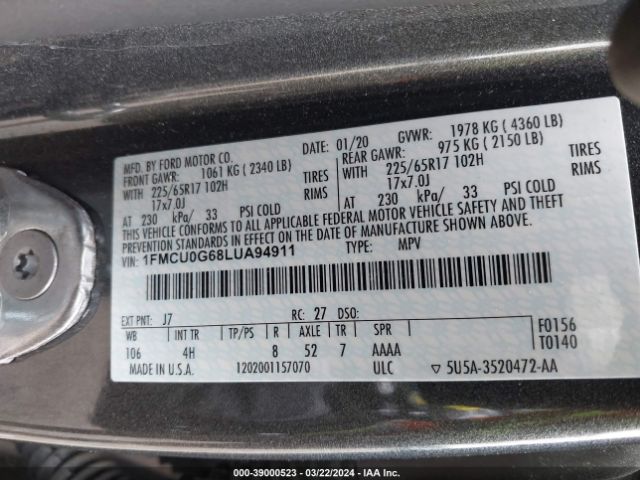 MFD. BY FORD MOTOR CO.
DATE: 01/20 GVWR: 1978 KG ( 4360 LB)
FRONT GAWR: 1061 KG ( 2340 LB) REAR GAWR: 975 KG ( 2150 LB)
WITH 225/65R17 102H TIRES WITH 225/65R17 102H TIRES
17x7.0J RIMS 17x7.0J RIMS
AT 230 kPa/ 33 PSI COLD AT 230 kPa/ 33 PSI COLD
THIS VEHICLE CONFORMS TO ALL APPLICABLE FEDERAL MOTOR VEHICLE SAFETY AND THEFT
PREVENTION STANDARDS IN EFFECT ON THE DATE OF MANUFACTURE SHOWN ABOVE.
VIN: 1FMCU0G68LUA94911 TYPE: MPV
EXT PNT: J7 RC: 27 DSO:
WB INT TR TP/PS R AXLE TR SPR F0156
106 4H 8 52 7 AAAA T0140
MADE IN U.S.A. 1202001157070 ULC ▽ 5U5A-3520472-AA
000-39000523 - 03/22/2024 - IAA Inc.